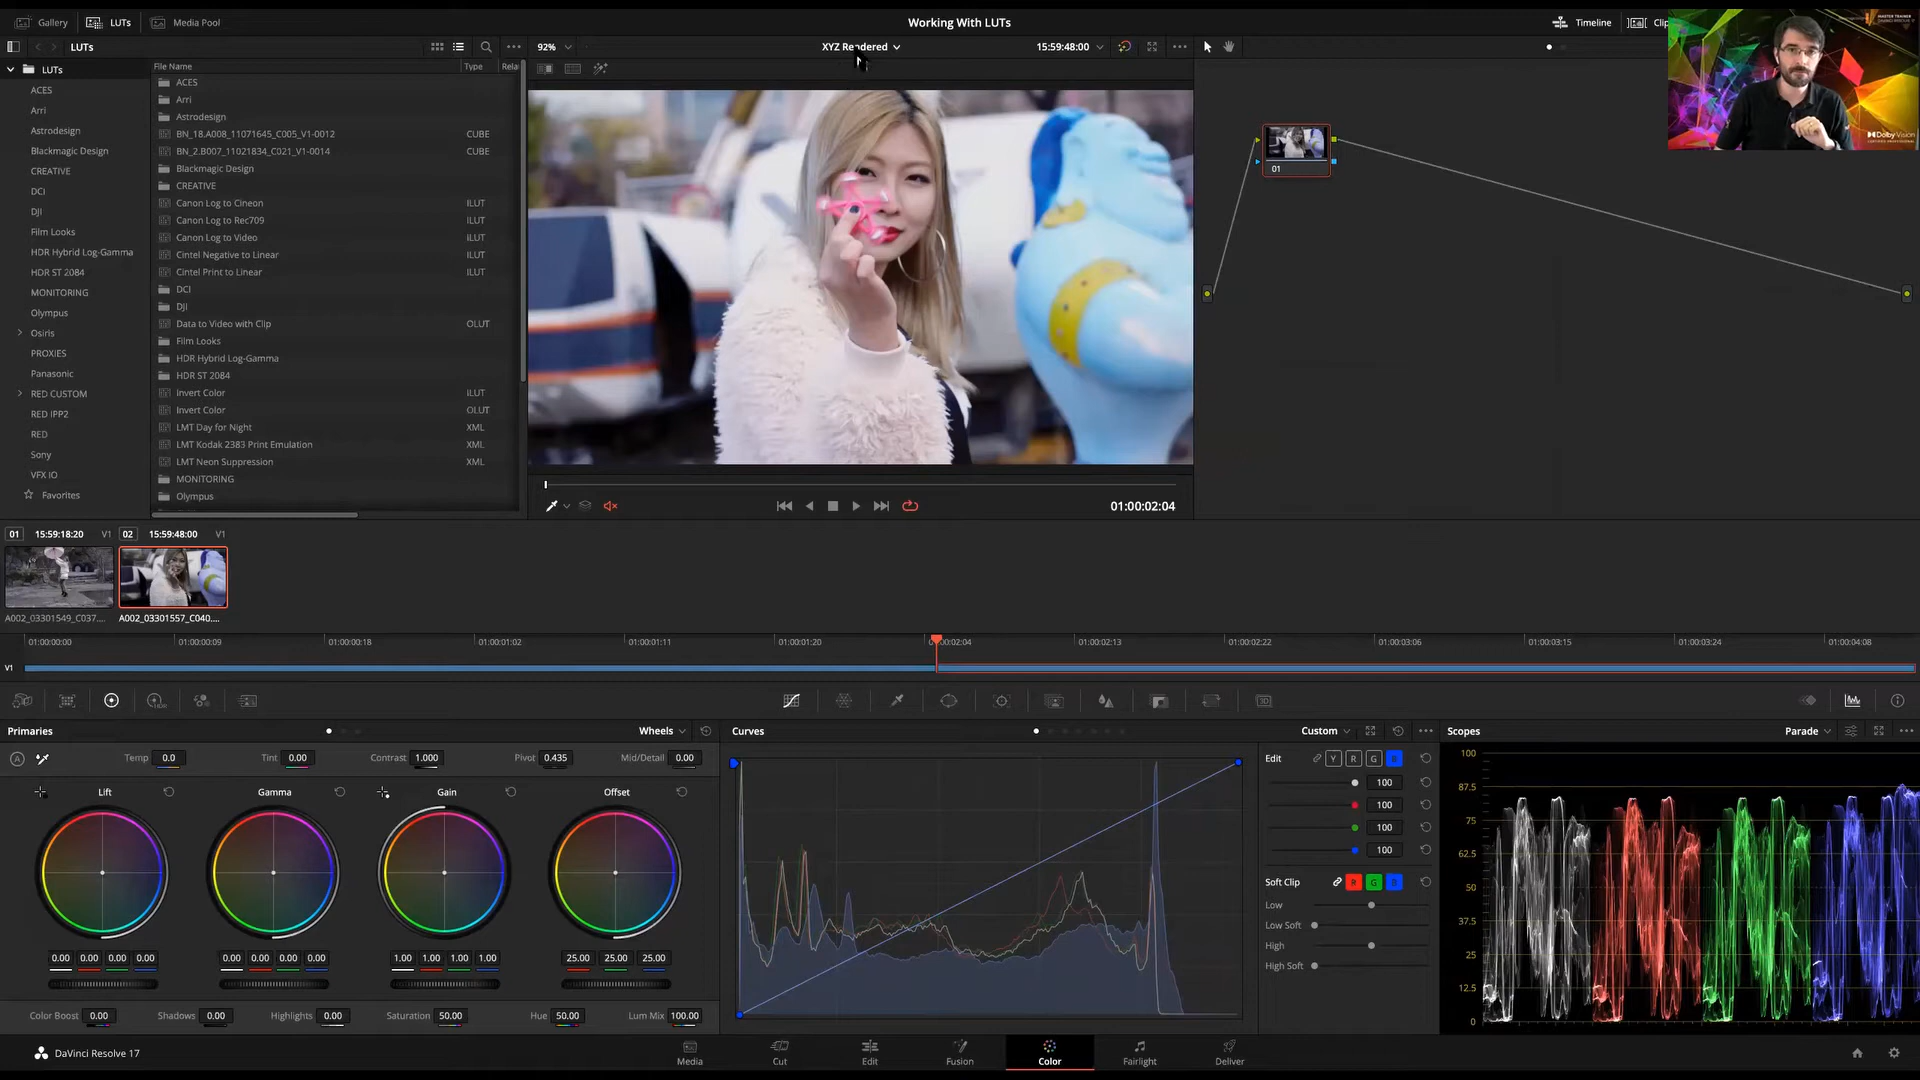 Gallery LUTs Media Pool Working With LUTs Timeline
LUTs 92% XYZ Rendered 15:59:48:00
LUTs
ACES
Arri
Astrodesign
Blackmagic Design
CREATIVE
DCI
DJI
Film Looks
HDR Hybrid Log-Gamma
HDR ST 2084
MONITORING
Olympus
Osiris
PROXIES
Panasonic
RED CUSTOM
RED IPP2
RED
Sony
VFX IO
Favorites
File Name Type
ACES
Arri
Astrodesign
BN_18.A008_11071645_C005_V1-0012 CUBE
BN_2.B007_11021834_C021_V1-0014 CUBE
Blackmagic Design
CREATIVE
Canon Log to Cineon ILUT
Canon Log to Rec709 ILUT
Canon Log to Video ILUT
Cintel Negative to Linear ILUT
Cintel Print to Linear ILUT
DCI
DJI
Data to Video with Clip OLUT
Film Looks
HDR Hybrid Log-Gamma
HDR ST 2084
Invert Color ILUT
Invert Color OLUT
LMT Day for Night XML
LMT Kodak 2383 Print Emulation XML
LMT Neon Suppression XML
MONITORING
Olympus
01
01:00:02:04
01 15:59:18:20 V1 02 15:59:48:00 V1
A002_03301549_C037.... A002_03301557_C040....
01:00:00:00 01:00:00:09 01:00:00:18 01:00:01:02 01:00:01:11 01:00:01:20 01:00:02:04 01:00:02:13 01:00:02:22 01:00:03:06 01:00:03:15 01:00:03:24 01:00:04:08
V1
Primaries Wheels
Temp 0.0 Tint 0.00 Contrast 1.000 Pivot 0.435 Mid/Detail 0.00
Lift Gamma Gain Offset
0.00 0.00 0.00 0.00 0.00 0.00 0.00 0.00 1.00 1.00 1.00 1.00 25.00 25.00 25.00
Color Boost 0.00 Shadows 0.00 Highlights 0.00 Saturation 50.00 Hue 50.00 Lum Mix 100.00
Curves Custom
Edit Y R G B
100
100
100
100
Soft Clip R G B
Low
Low Soft
High
High Soft
Scopes Parade
100
87.5
75
62.5
50
37.5
25
12.5
0
DaVinci Resolve 17 Media Cut Edit Fusion Color Fairlight Deliver